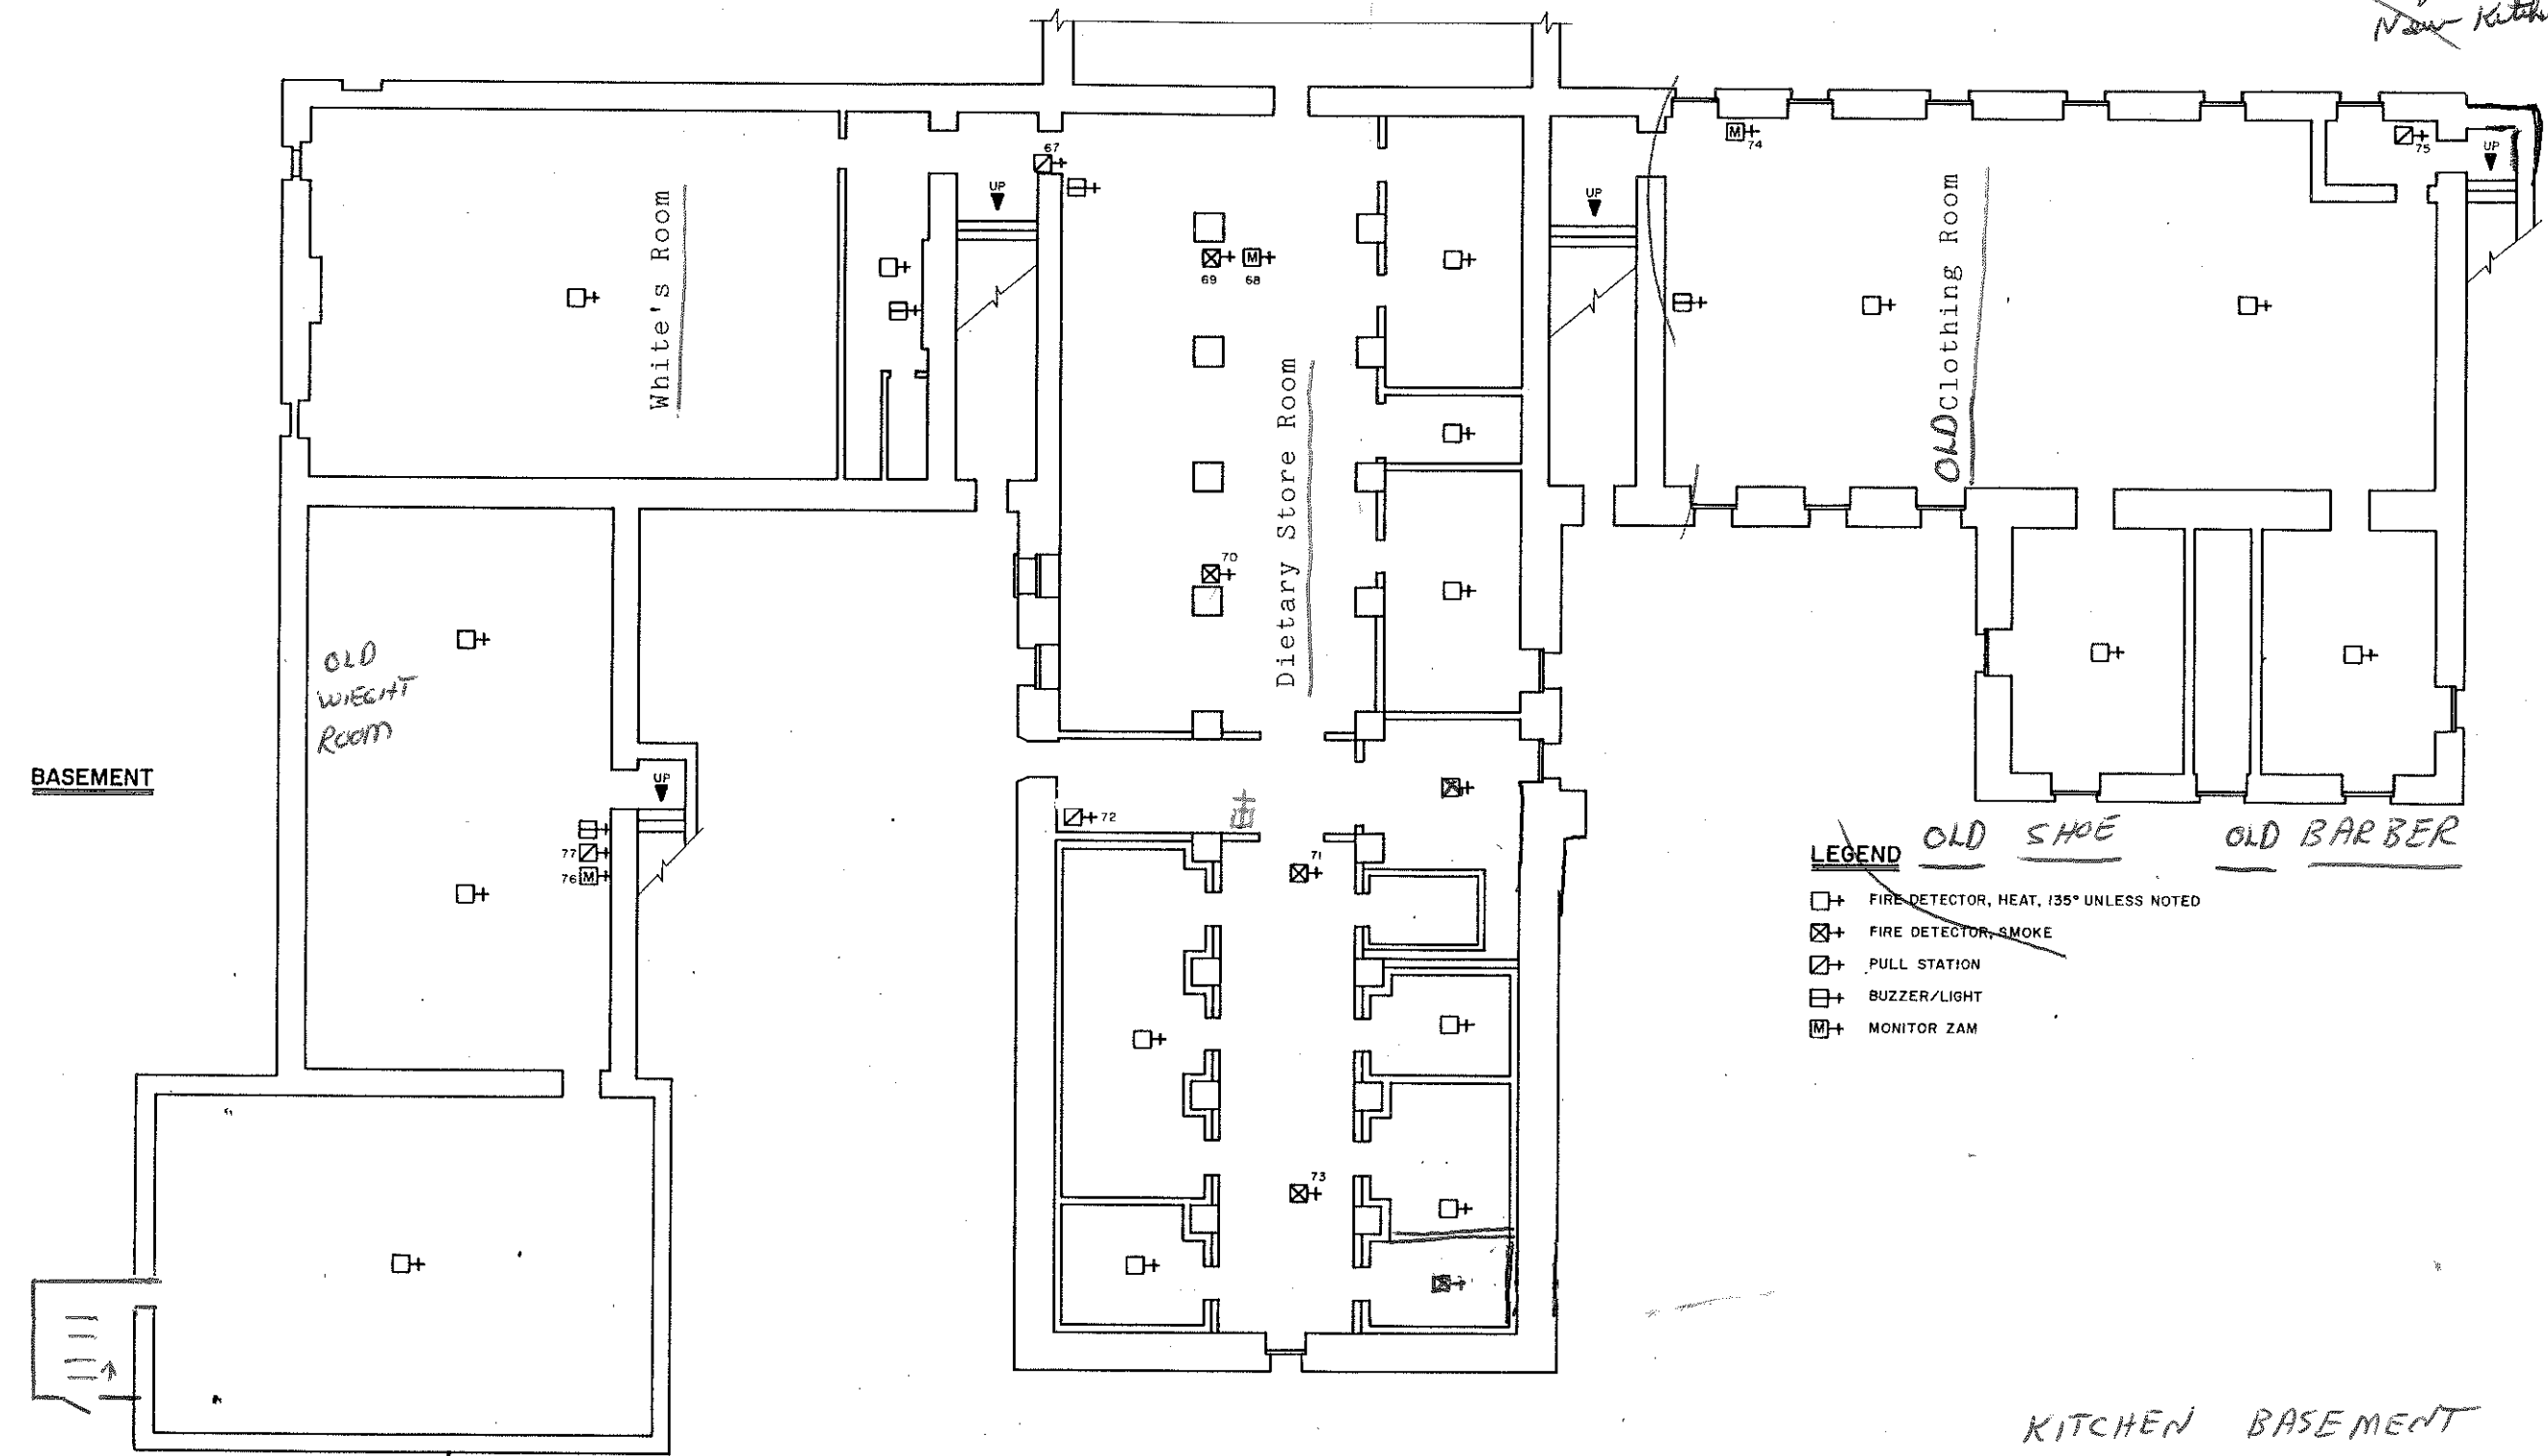 New
67
M 74
75
UP
UP
UP
White's Room
69
M 68
OLD Clothing Room
Dietary Store Room
70
OLD
WIEGHT
ROOM
BASEMENT
UP
72
77
76 M
71
OLD SHOE
OLD BARBER
LEGEND
FIRE DETECTOR, HEAT, 135° UNLESS NOTED
FIRE DETECTOR, SMOKE
PULL STATION
BUZZER/LIGHT
M MONITOR ZAM
73
KITCHEN BASEMENT